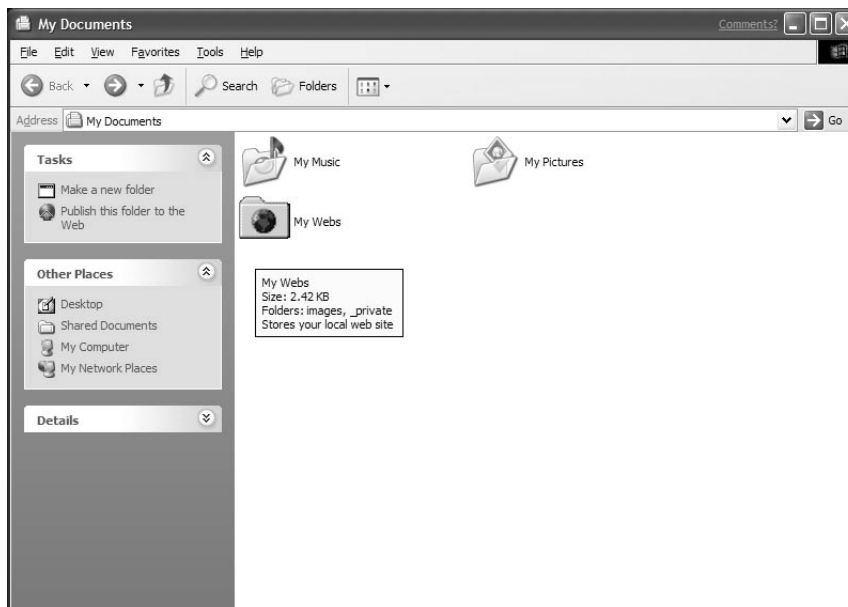 My Documents
Comments?
File Edit View Favorites Tools Help
Back Search Folders
Address My Documents Go
Tasks
Make a new folder
Publish this folder to the
Web
Other Places
Desktop
Shared Documents
My Computer
My Network Places
Details
My Music
My Pictures
My Webs
My Webs
Size: 2.42 KB
Folders: images, _private
Stores your local web site